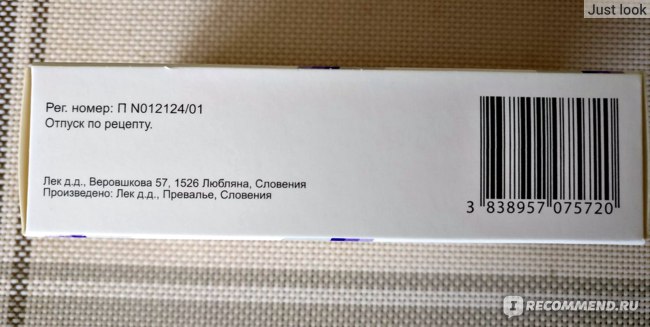 Just look
Рег. номер: П N012124/01
Отпуск по рецепту.
Лек д.д., Веровшкова 57, 1526 Любляна, Словения
Произведено: Лек д.д., Превалье, Словения
3 838957 075720
I RECOMMEND.RU